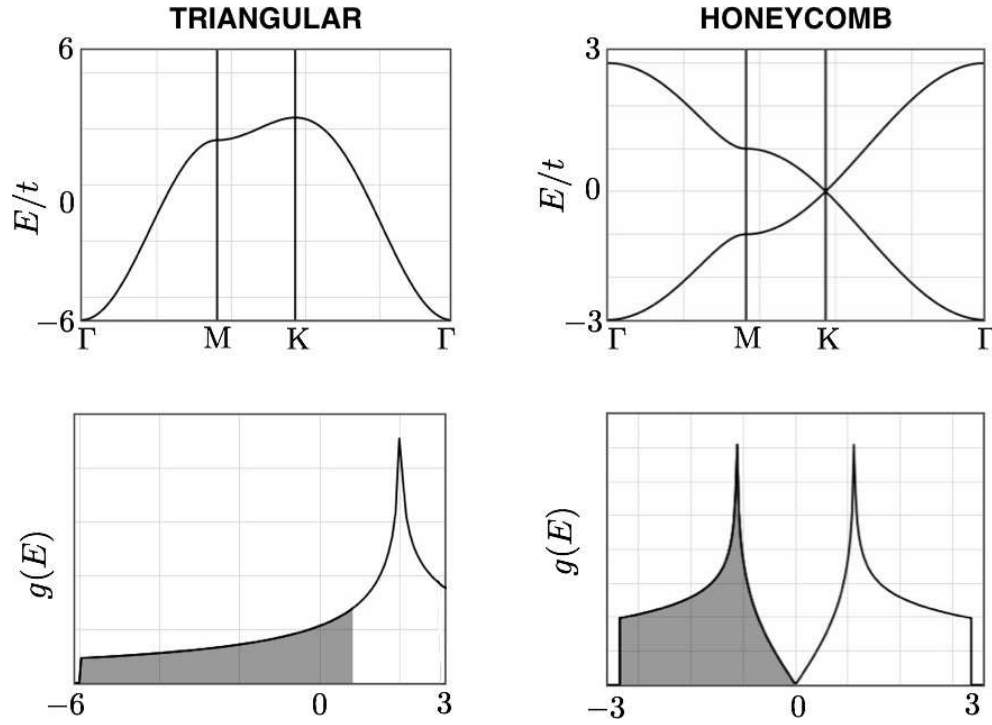 TRIANGULAR
6
E/t
0
−6
Γ M K Γ
HONEYCOMB
3
E/t
0
−3
Γ M K Γ
g(E)
−6 0 3
g(E)
−3 0 3